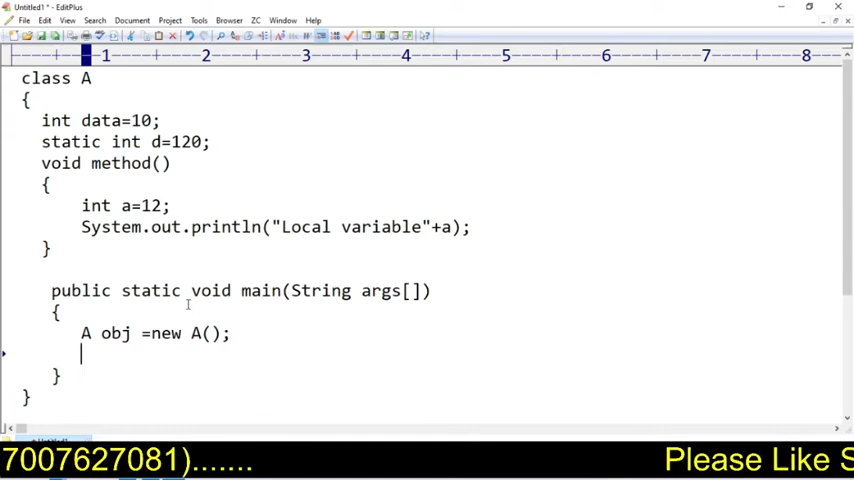 Untitled1 * - EditPlus
File Edit View Search Document Project Tools Browser ZC Window Help
1 2 3 4 5 6 7 8
class A
{
int data=10;
static int d=120;
void method()
{
int a=12;
System.out.println("Local variable"+a);
}
public static void main(String args[])
{
A obj =new A();
}
}
7007627081)....... Please Like S